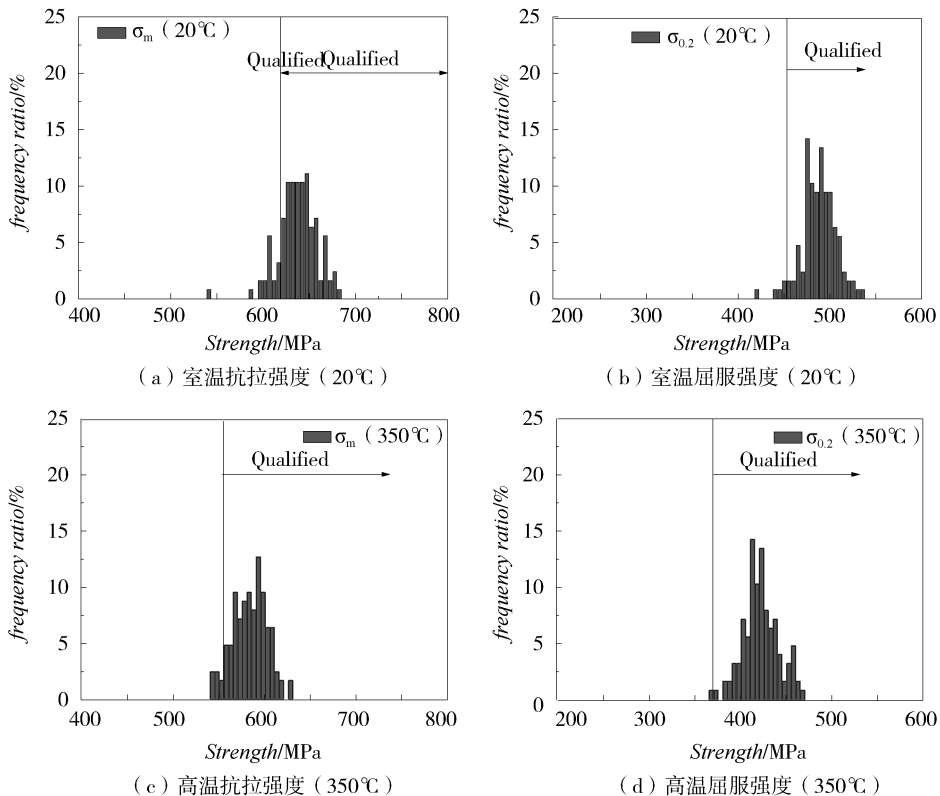 25
20
15
10
5
0
frequency ratio/%
σm（20℃）
QualifiedQualified
400 500 600 700 800
Strength/MPa
（a）室温抗拉强度（20℃）
25
20
15
10
5
0
frequency ratio/%
σ0.2（20℃）
Qualified
200 300 400 500 600
Strength/MPa
（b）室温屈服强度（20℃）
25
20
15
10
5
0
frequency ratio/%
σm（350℃）
Qualified
400 500 600 700 800
Strength/MPa
（c）高温抗拉强度（350℃）
25
20
15
10
5
0
frequency ratio/%
σ0.2（350℃）
Qualified
200 300 400 500 600
Strength/MPa
（d）高温屈服强度（350℃）